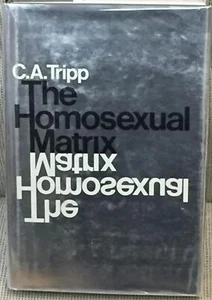 C.A.Tripp
The
Homosexual
Matrix
Matrix
Homosexual
The